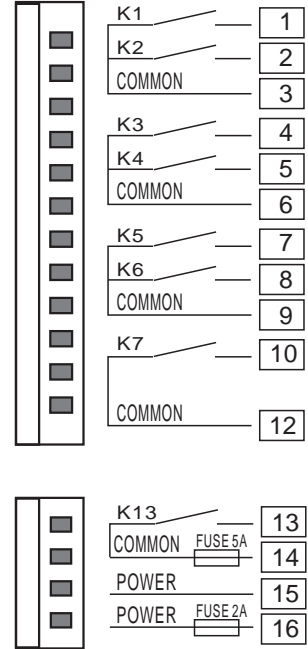 K1 1
K2 2
COMMON 3
K3 4
K4 5
COMMON 6
K5 7
K6 8
COMMON 9
K7 10
COMMON 12
K13 13
COMMON FUSE 5A 14
POWER 15
POWER FUSE 2A 16